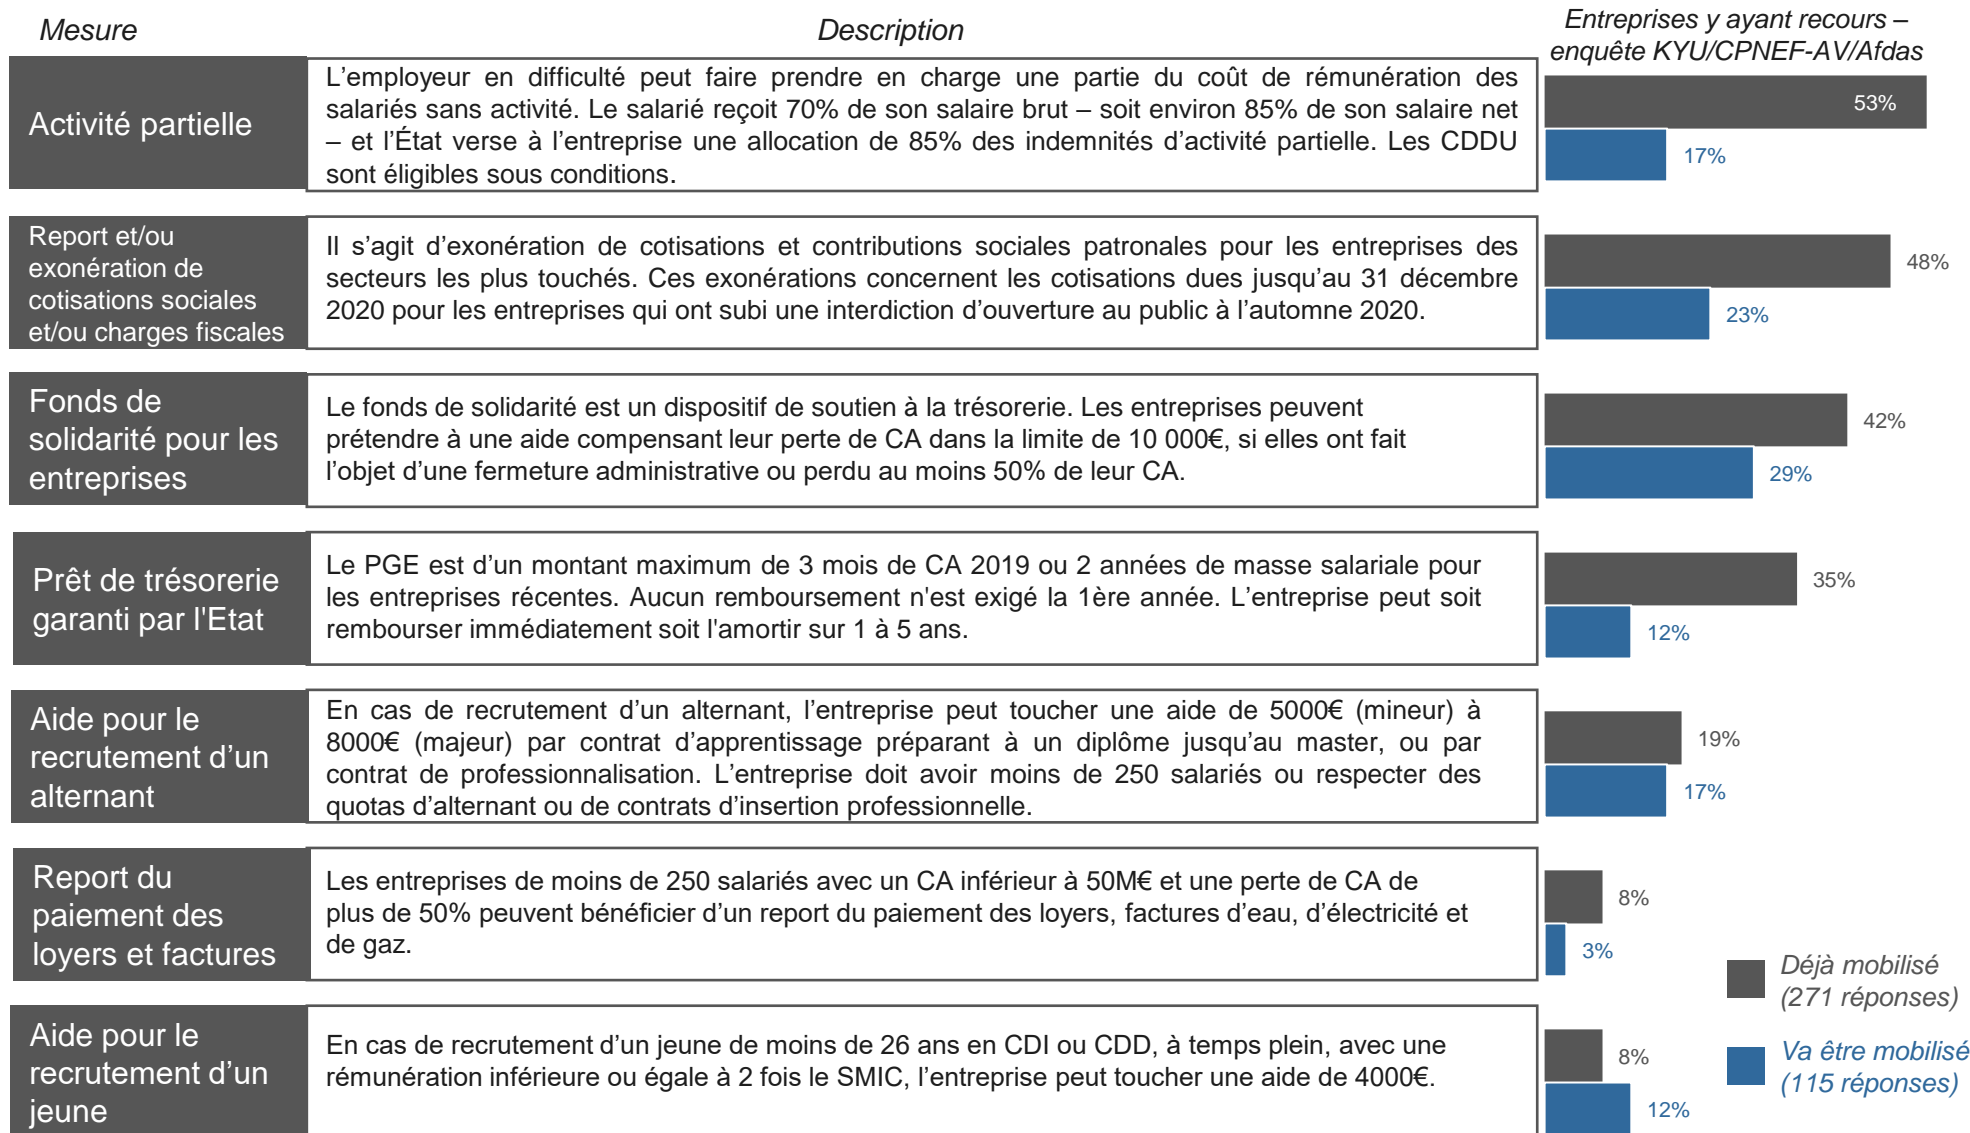 Mesure
Description
Entreprises y ayant recours –
enquête KYU/CPNEF-AV/Afdas
Activité partielle
L’employeur en difficulté peut faire prendre en charge une partie du coût de rémunération des
salariés sans activité. Le salarié reçoit 70% de son salaire brut – soit environ 85% de son salaire net
– et l’État verse à l’entreprise une allocation de 85% des indemnités d’activité partielle. Les CDDU
sont éligibles sous conditions.
53%
17%
Report et/ou
exonération de
cotisations sociales
et/ou charges fiscales
Il s’agit d’exonération de cotisations et contributions sociales patronales pour les entreprises des
secteurs les plus touchés. Ces exonérations concernent les cotisations dues jusqu’au 31 décembre
2020 pour les entreprises qui ont subi une interdiction d’ouverture au public à l’automne 2020.
48%
23%
Fonds de
solidarité pour les
entreprises
Le fonds de solidarité est un dispositif de soutien à la trésorerie. Les entreprises peuvent
prétendre à une aide compensant leur perte de CA dans la limite de 10 000€, si elles ont fait
l’objet d’une fermeture administrative ou perdu au moins 50% de leur CA.
42%
29%
Prêt de trésorerie
garanti par l'Etat
Le PGE est d’un montant maximum de 3 mois de CA 2019 ou 2 années de masse salariale pour
les entreprises récentes. Aucun remboursement n'est exigé la 1ère année. L’entreprise peut soit
rembourser immédiatement soit l'amortir sur 1 à 5 ans.
35%
12%
Aide pour le
recrutement d’un
alternant
En cas de recrutement d’un alternant, l’entreprise peut toucher une aide de 5000€ (mineur) à
8000€ (majeur) par contrat d’apprentissage préparant à un diplôme jusqu’au master, ou par
contrat de professionnalisation. L’entreprise doit avoir moins de 250 salariés ou respecter des
quotas d’alternant ou de contrats d’insertion professionnelle.
19%
17%
Report du
paiement des
loyers et factures
Les entreprises de moins de 250 salariés avec un CA inférieur à 50M€ et une perte de CA de
plus de 50% peuvent bénéficier d’un report du paiement des loyers, factures d’eau, d’électricité et
de gaz.
8%
3%
Aide pour le
recrutement d’un
jeune
En cas de recrutement d’un jeune de moins de 26 ans en CDI ou CDD, à temps plein, avec une
rémunération inférieure ou égale à 2 fois le SMIC, l’entreprise peut toucher une aide de 4000€.
8%
12%
Déjà mobilisé
(271 réponses)
Va être mobilisé
(115 réponses)